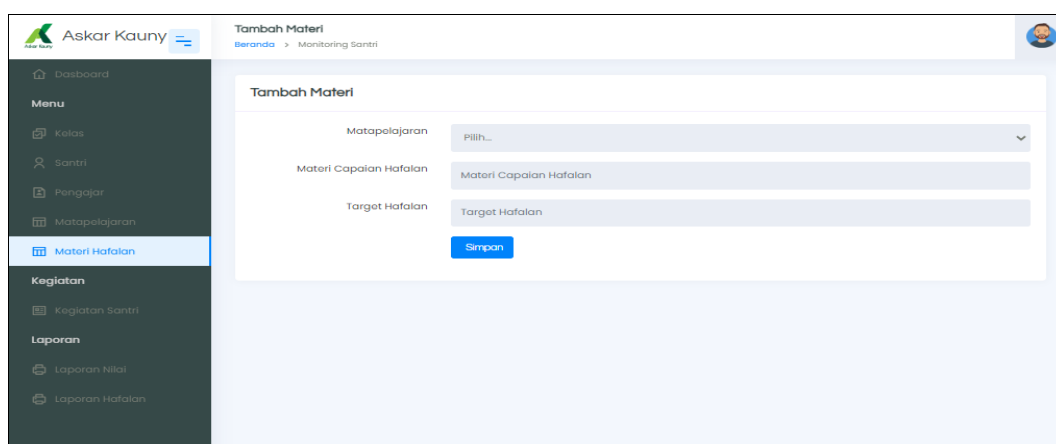 Askar Kauny
Askar Kauny
Tambah Materi
Beranda > Monitoring Santri
Dasboard
Menu
Kelas
Santri
Pengajar
Matapelajaran
Materi Hafalan
Kegiatan
Kegiatan Santri
Laporan
Laporan Nilai
Laporan Hafalan
Tambah Materi
Matapelajaran
Pilih...
Materi Capaian Hafalan
Materi Capaian Hafalan
Target Hafalan
Target Hafalan
Simpan